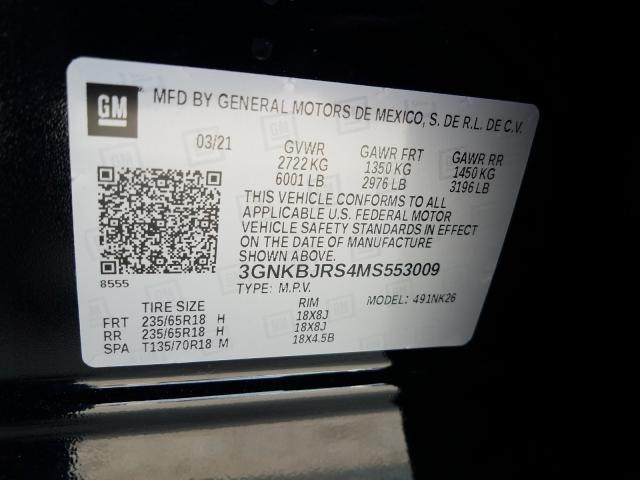 GM MFD BY GENERAL MOTORS DE MEXICO, S. DE R.L. DE C.V.
03/21 GVWR GAWR FRT GAWR RR
2722 KG 1350 KG 1450 KG
6001 LB 2976 LB 3196 LB
THIS VEHICLE CONFORMS TO ALL
APPLICABLE U.S. FEDERAL MOTOR
VEHICLE SAFETY STANDARDS IN EFFECT
ON THE DATE OF MANUFACTURE
SHOWN ABOVE.
3GNKBJRS4MS553009
8555 TYPE: M.P.V. MODEL: 491NK26
TIRE SIZE RIM
FRT 235/65R18 H 18X8J
RR 235/65R18 H 18X8J
SPA T135/70R18 M 18X4.5B